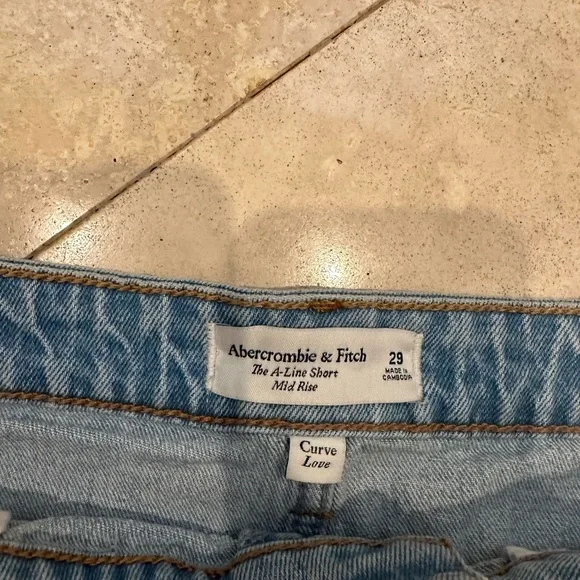 Abercrombie & Fitch 29
The A-Line Short MADE IN
Mid Rise CAMBODIA
Curve
Love